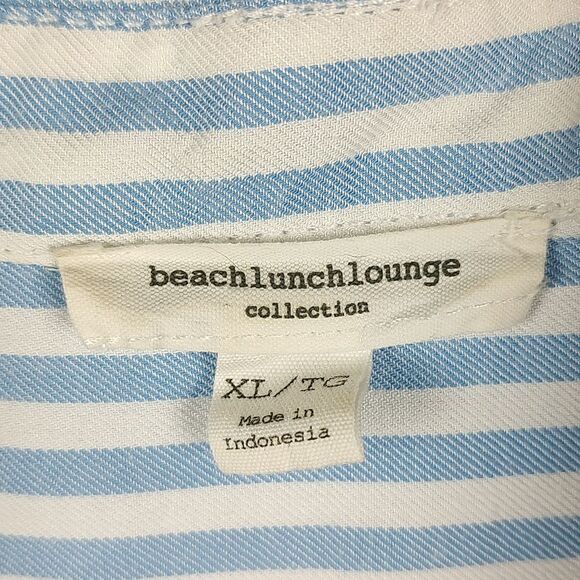 beachlunchlounge
collection
XL/TG
Made in
Indonesia